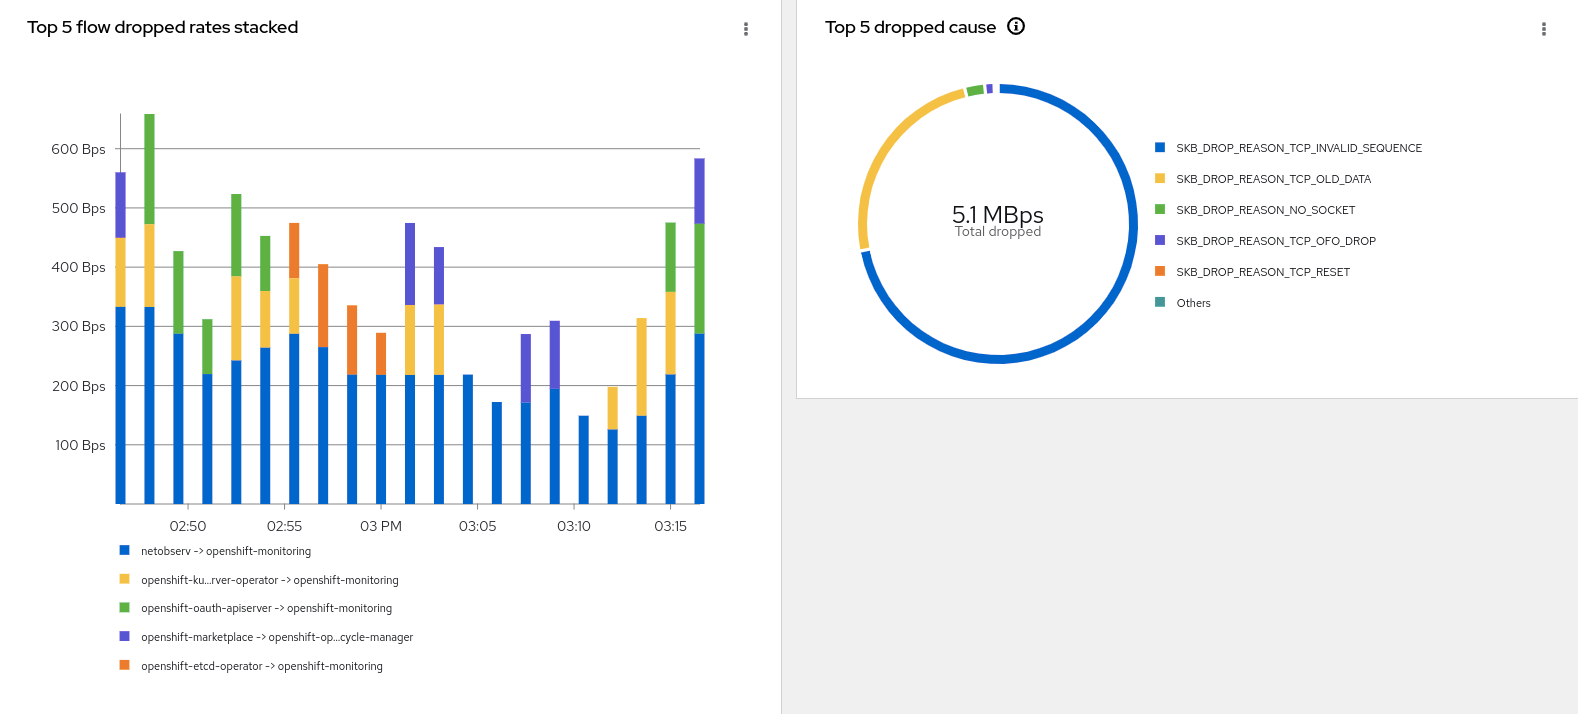 Top 5 flow dropped rates stacked
600 Bps
500 Bps
400 Bps
300 Bps
200 Bps
100 Bps
02:50 02:55 03 PM 03:05 03:10 03:15
netobserv -> openshift-monitoring
openshift-ku...rver-operator -> openshift-monitoring
openshift-oauth-apiserver -> openshift-monitoring
openshift-marketplace -> openshift-op...cycle-manager
openshift-etcd-operator -> openshift-monitoring
Top 5 dropped cause
5.1 MBps
Total dropped
SKB_DROP_REASON_TCP_INVALID_SEQUENCE
SKB_DROP_REASON_TCP_OLD_DATA
SKB_DROP_REASON_NO_SOCKET
SKB_DROP_REASON_TCP_OFO_DROP
SKB_DROP_REASON_TCP_RESET
Others